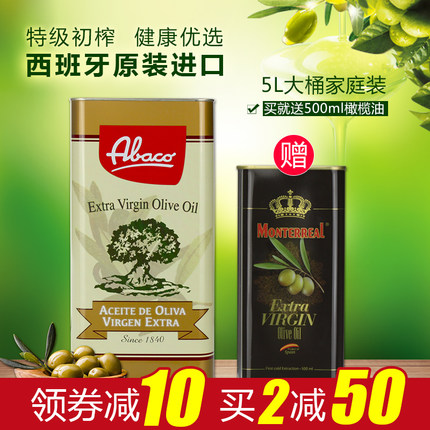 特级初榨 健康优选
西班牙原装进口
5L大桶家庭装
买就送500ml橄榄油
赠
Abaco
Extra Virgin Olive Oil
ACEITE DE OLIVA
VIRGEN EXTRA
Since 1840
MONTERREAL
Extra
VIRGIN
Olive Oil
领券减10 买2减50